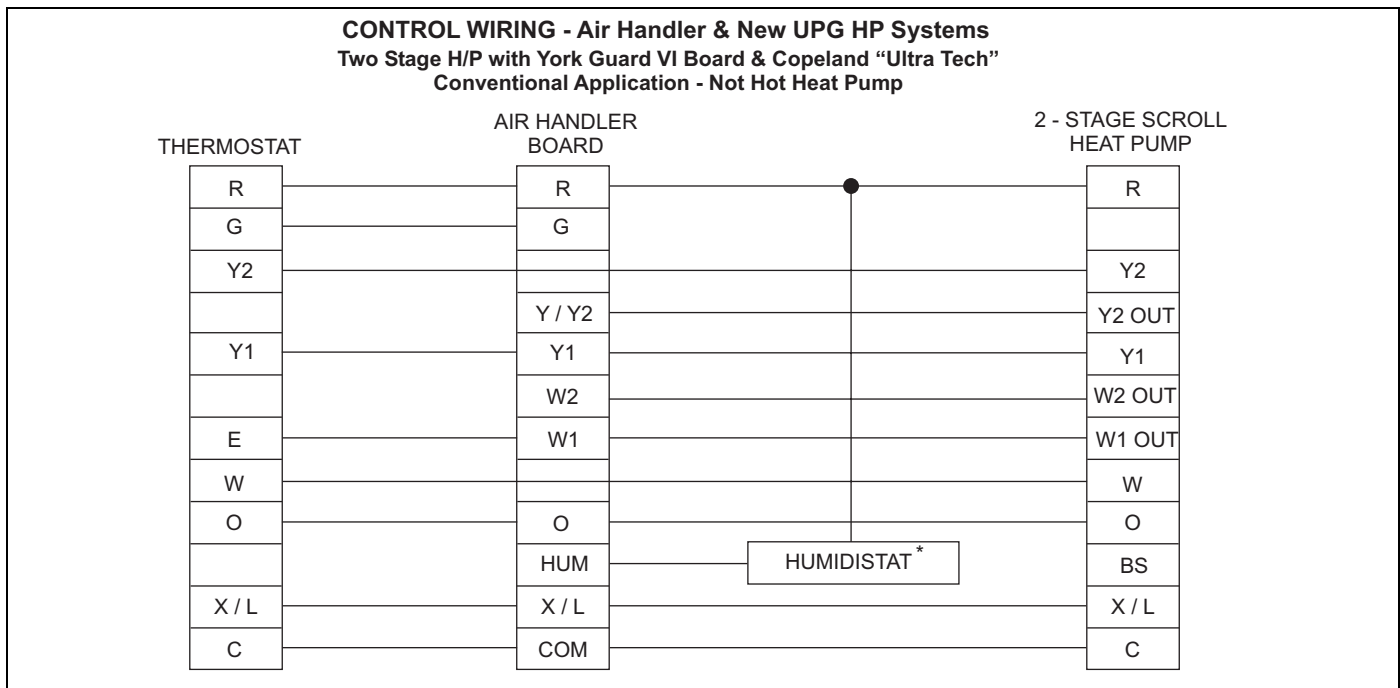 CONTROL WIRING - Air Handler & New UPG HP Systems
Two Stage H/P with York Guard VI Board & Copeland “Ultra Tech”
Conventional Application - Not Hot Heat Pump
THERMOSTAT
AIR HANDLER
BOARD
2 - STAGE SCROLL
HEAT PUMP
R R R
G G
Y2 Y2
Y / Y2 Y2 OUT
Y1 Y1 Y1
W2 W2 OUT
E W1 W1 OUT
W W
O O O
HUM HUMIDISTAT * BS
X / L X / L X / L
C COM C